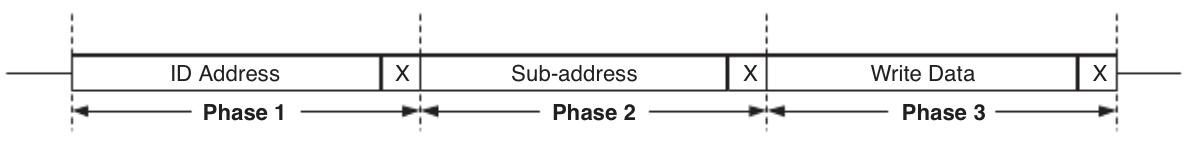 ID Address X Sub-address X Write Data X
Phase 1 Phase 2 Phase 3